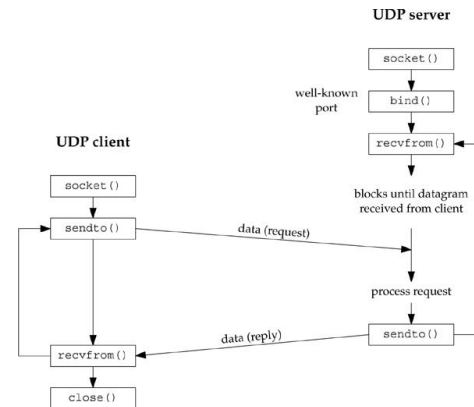 UDP server
socket()
well-known
port
bind()
recvfrom()
UDP client
blocks until datagram
received from client
socket()
sendto()
data (request)
process request
data (reply)
sendto()
recvfrom()
close()